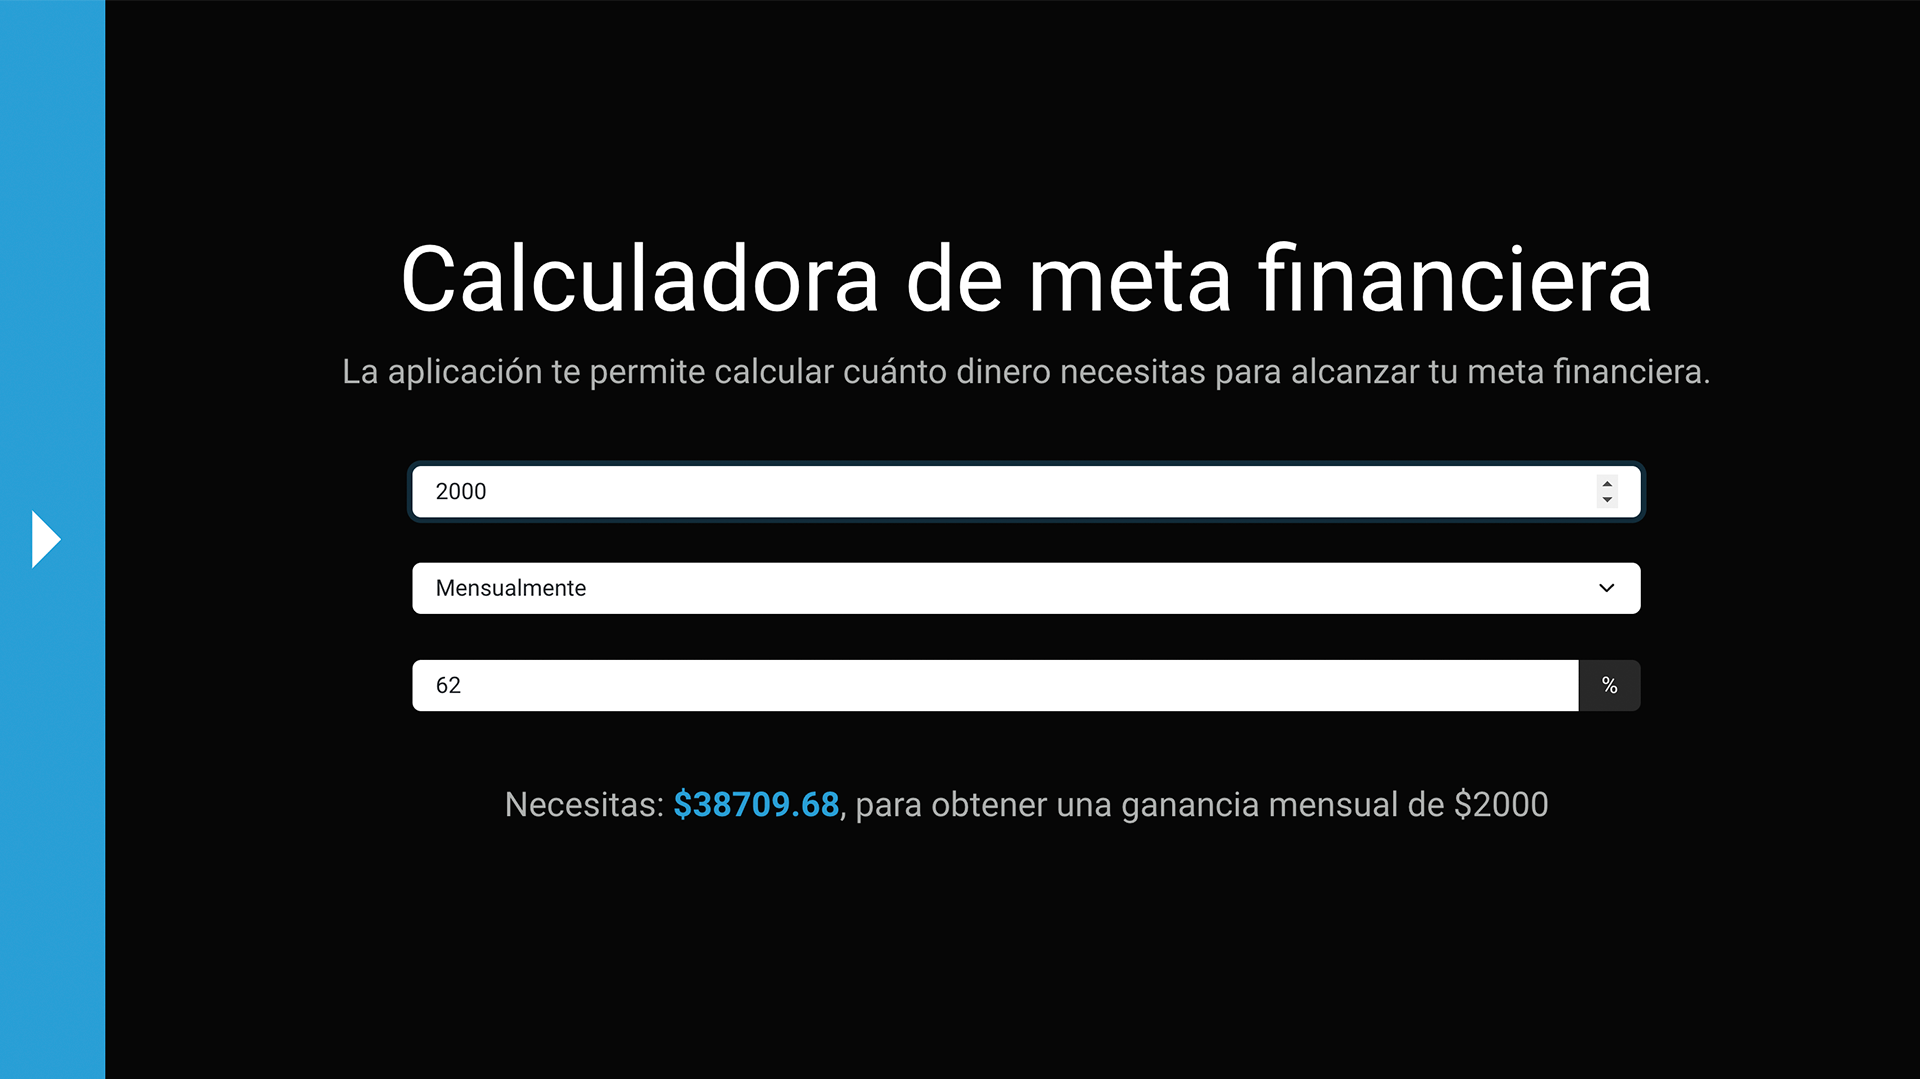 Calculadora de meta financiera
La aplicación te permite calcular cuánto dinero necesitas para alcanzar tu meta financiera.
2000
Mensualmente
62
%
Necesitas: $38709.68, para obtener una ganancia mensual de $2000